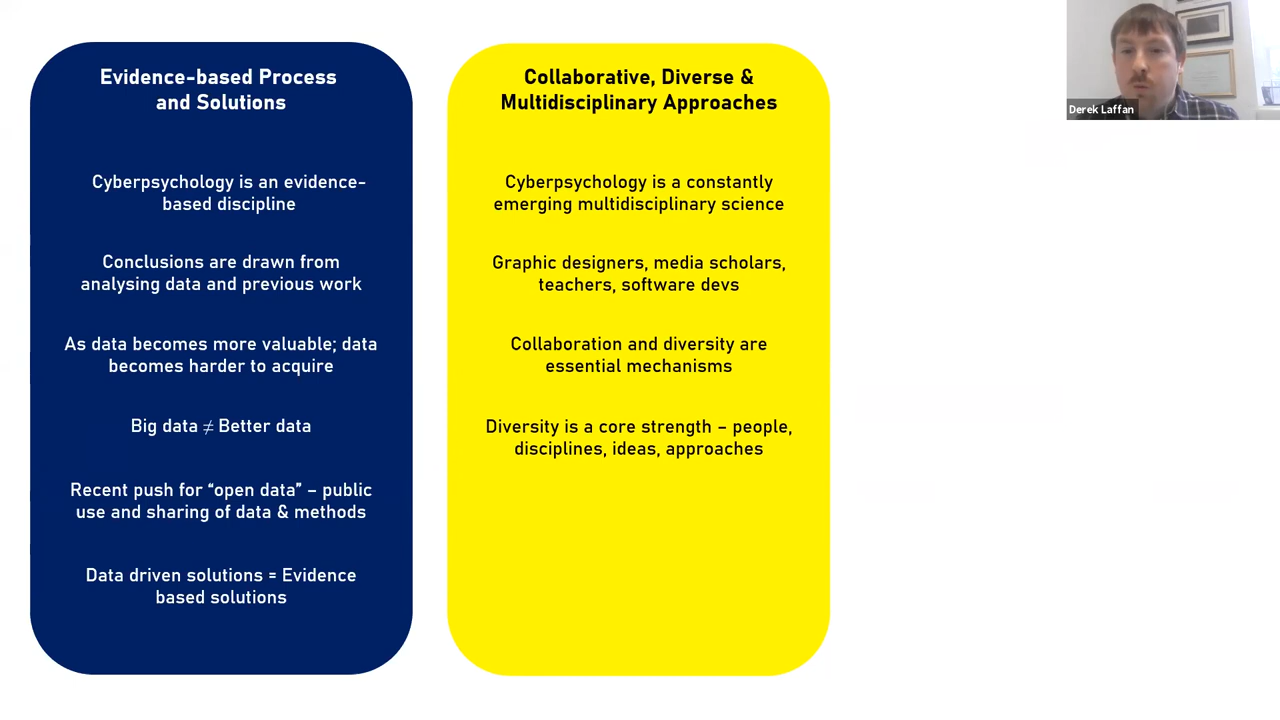 Evidence-based Process
and Solutions
Cyberpsychology is an evidence-
based discipline
Conclusions are drawn from
analysing data and previous work
As data becomes more valuable; data
becomes harder to acquire
Big data ≠ Better data
Recent push for “open data” – public
use and sharing of data & methods
Data driven solutions = Evidence
based solutions
Collaborative, Diverse &
Multidisciplinary Approaches
Cyberpsychology is a constantly
emerging multidisciplinary science
Graphic designers, media scholars,
teachers, software devs
Collaboration and diversity are
essential mechanisms
Diversity is a core strength – people,
disciplines, ideas, approaches
Derek Laffan